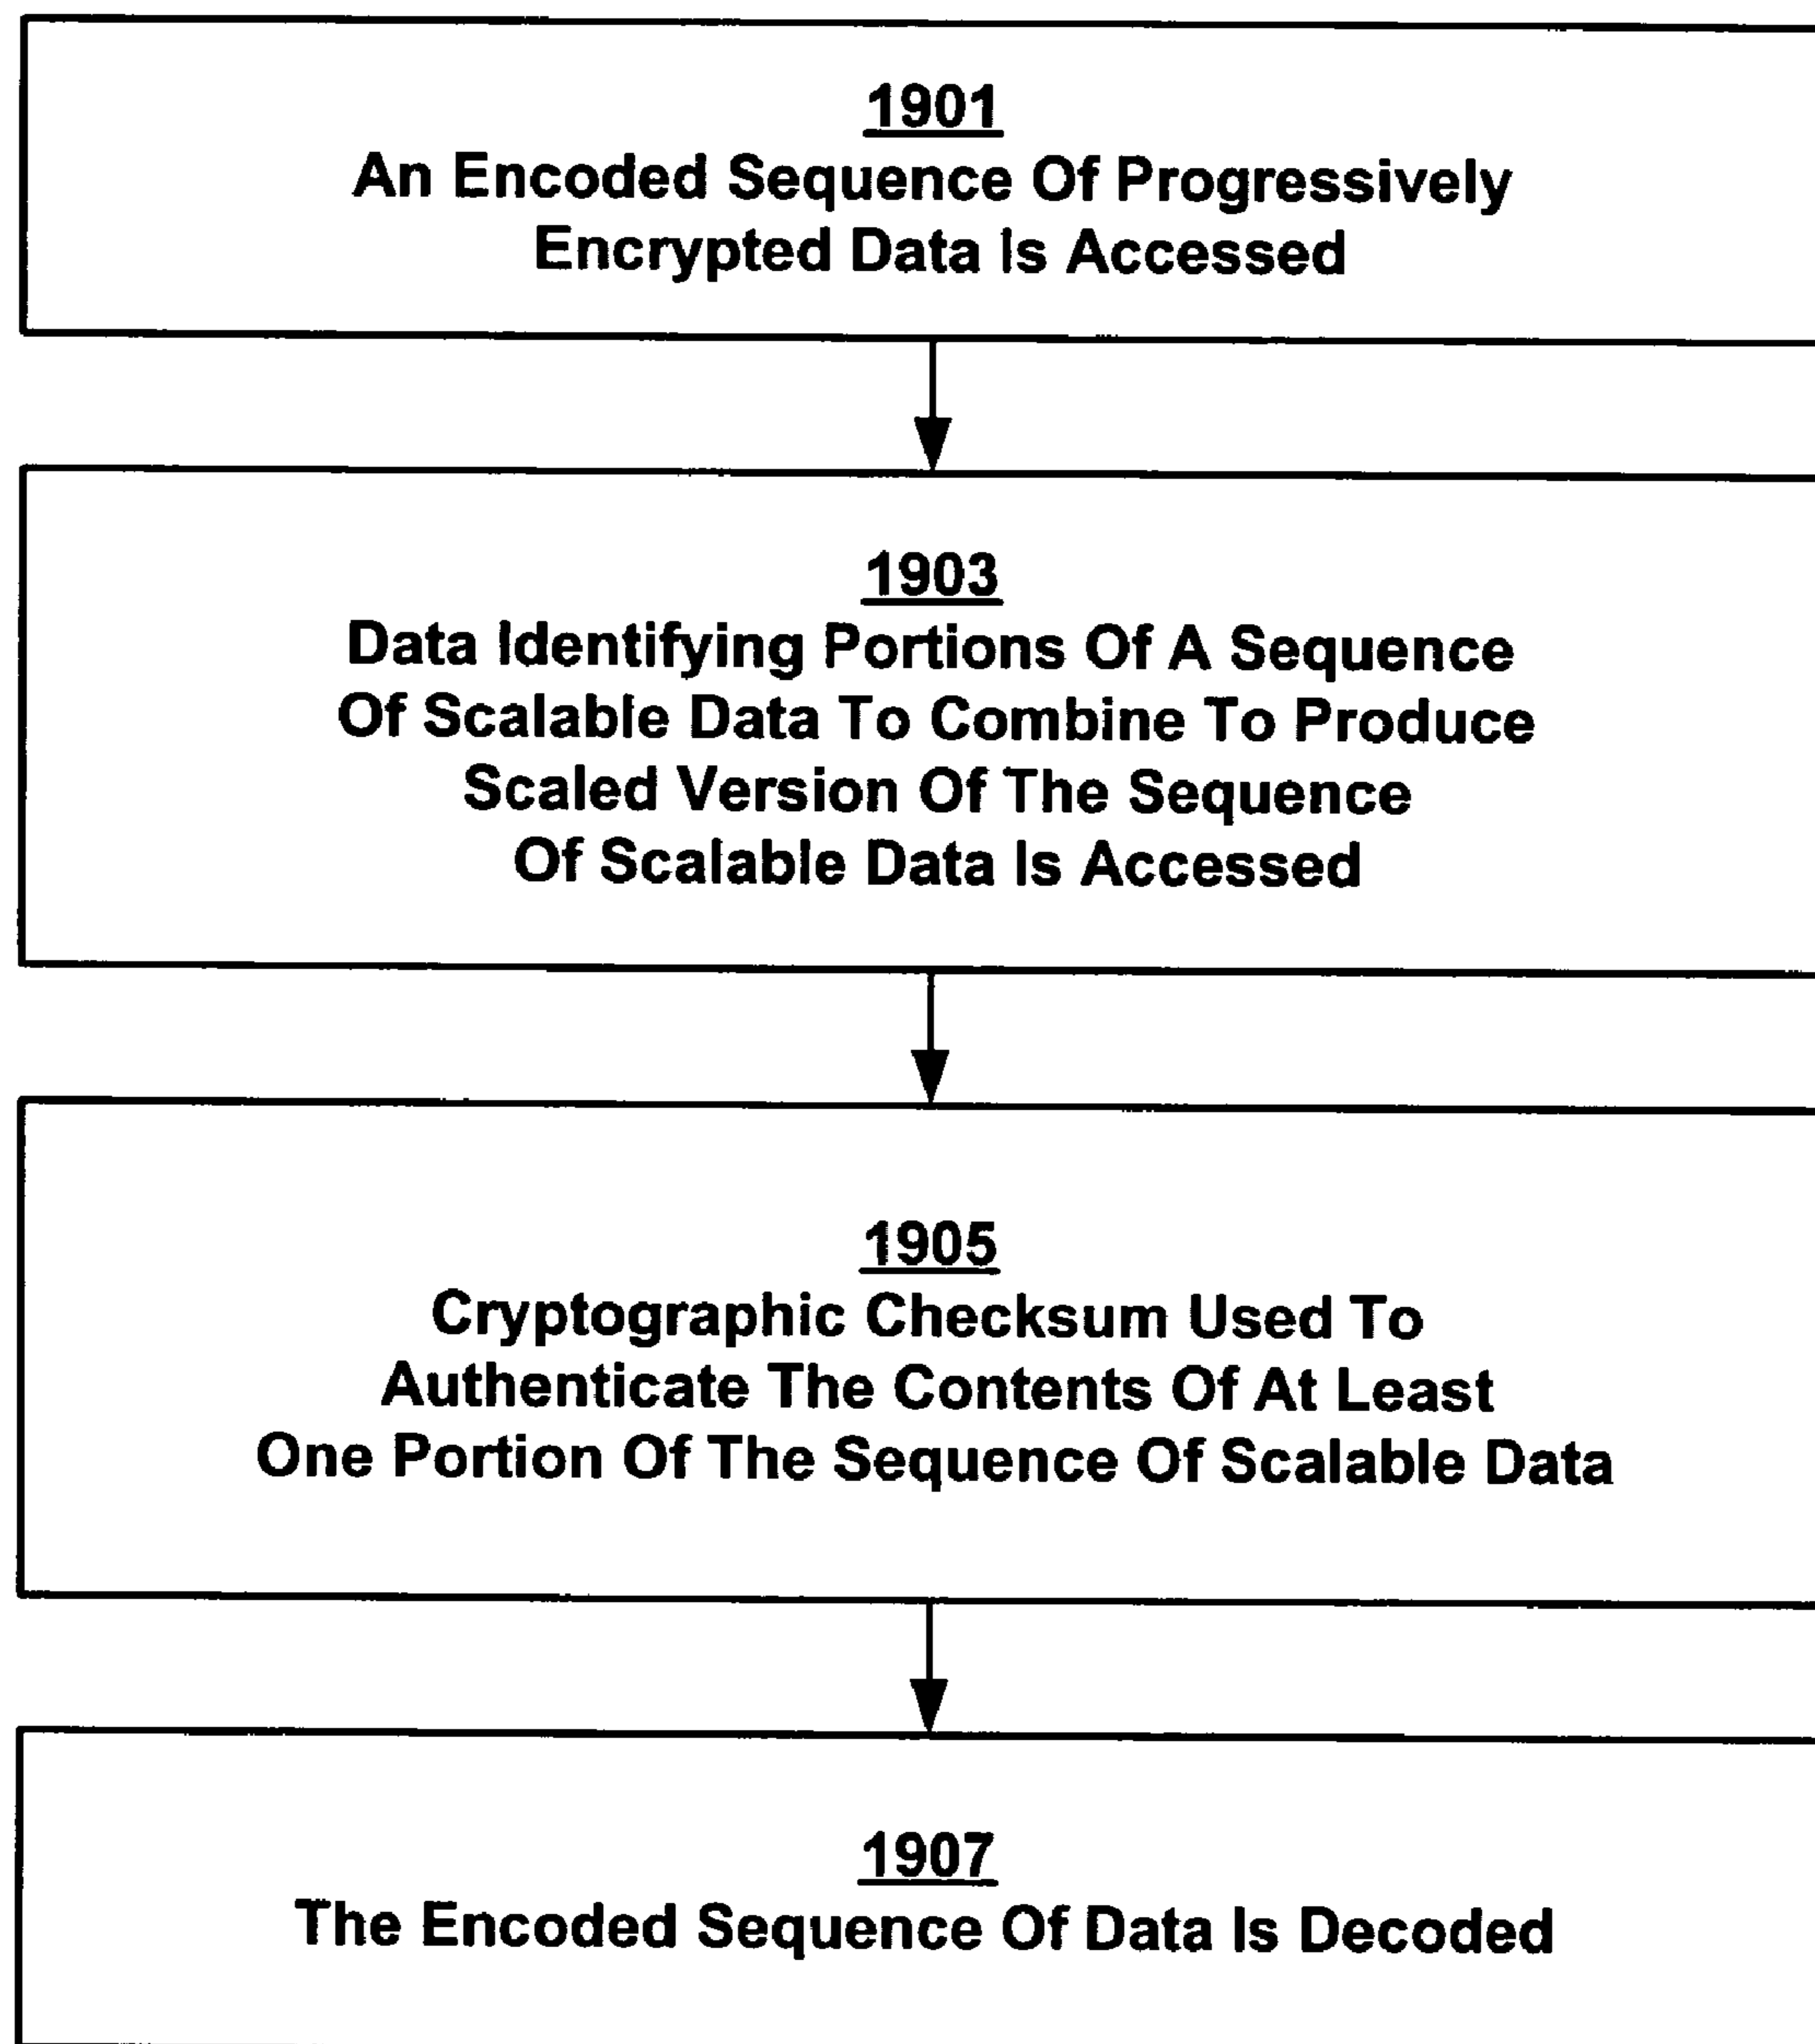 1901
An Encoded Sequence Of Progressively
Encrypted Data Is Accessed
1903
Data Identifying Portions Of A Sequence
Of Scalable Data To Combine To Produce
Scaled Version Of The Sequence
Of Scalable Data Is Accessed
1905
Cryptographic Checksum Used To
Authenticate The Contents Of At Least
One Portion Of The Sequence Of Scalable Data
1907
The Encoded Sequence Of Data Is Decoded